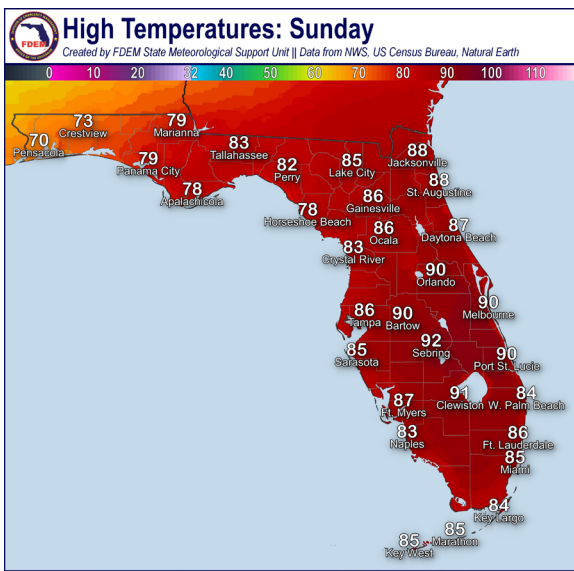 High Temperatures: Sunday
Created by FDEM State Meteorological Support Unit || Data from NWS, US Census Bureau, Natural Earth
FDEM
0 10 20 32 40 50 60 70 80 90 100 110
73
Crestview
79
Marianna
70
Pensacola
79
Panama City
83
Tallahassee
82
Perry
85
Lake City
88
Jacksonville
88
St. Augustine
78
Apalachicola
78
Horseshoe Beach
86
Gainesville
86
Ocala
87
Daytona Beach
83
Crystal River
90
Orlando
90
Melbourne
86
Tampa
90
Bartow
92
Sebring
85
Sarasota
90
Port St. Lucie
87
Ft. Myers
91
Clewiston
84
W. Palm Beach
83
Naples
86
Ft. Lauderdale
85
Miami
84
Key Largo
85
Marathon
85
Key West